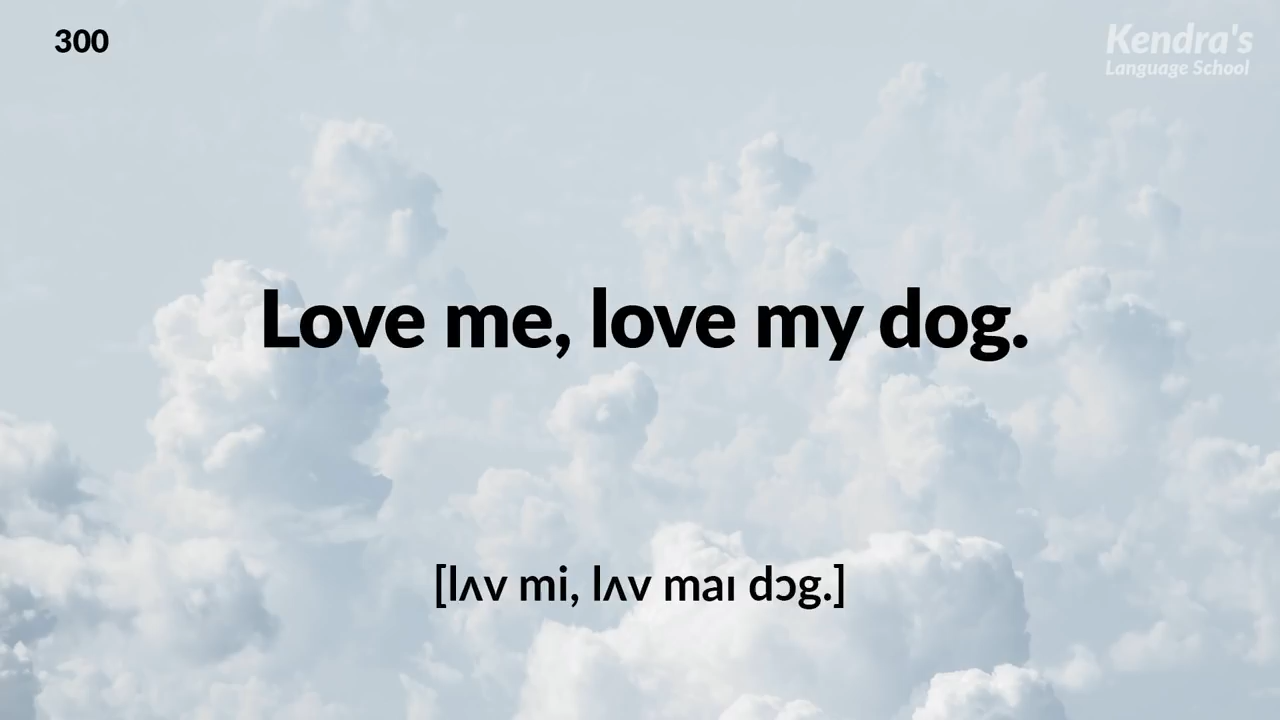 300
Kendra's
Language School
Love me, love my dog.
[lʌv mi, lʌv maɪ dɔg.]